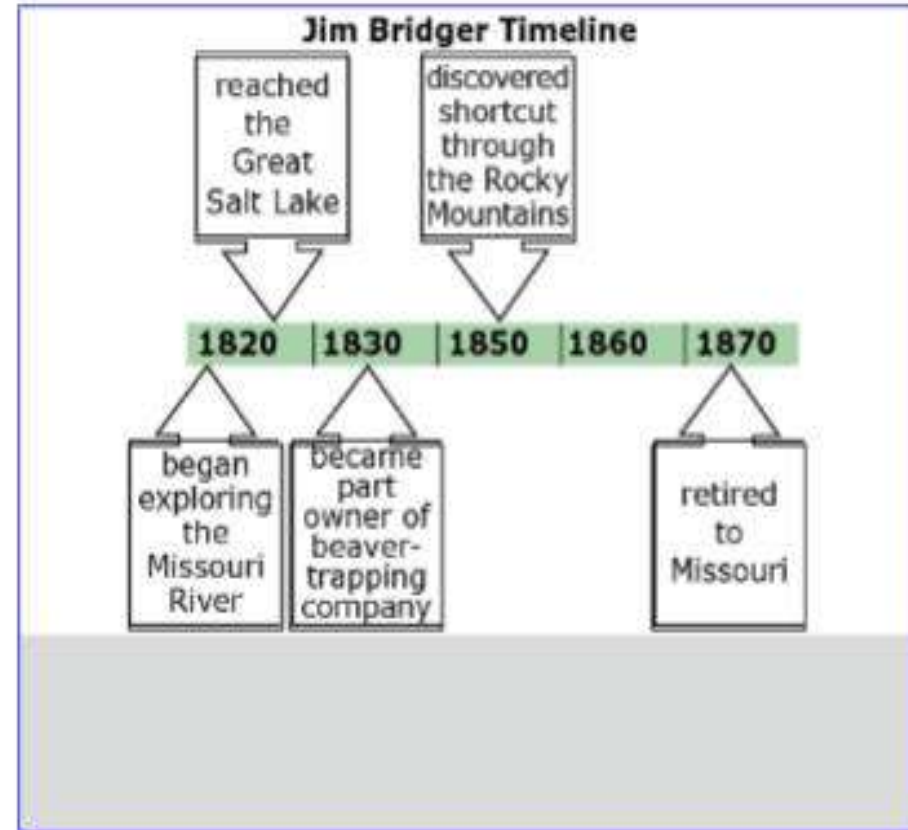 Jim Bridger Timeline
reached
the
Great
Salt Lake
discovered
shortcut
through
the Rocky
Mountains
1820 1830 1850 1860 1870
began
exploring
the
Missouri
River
became
part
owner of
beaver-
trapping
company
retired
to
Missouri